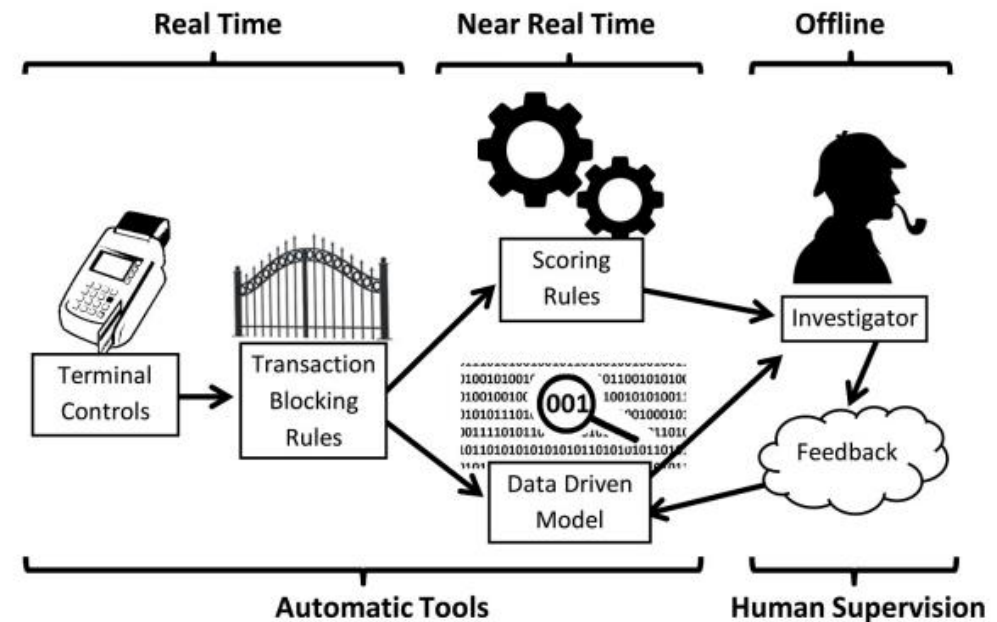 Real Time
Near Real Time
Offline
Scoring
Rules
Investigator
Terminal
Controls
Transaction
Blocking
Rules
001
Data Driven
Model
Feedback
Automatic Tools
Human Supervision